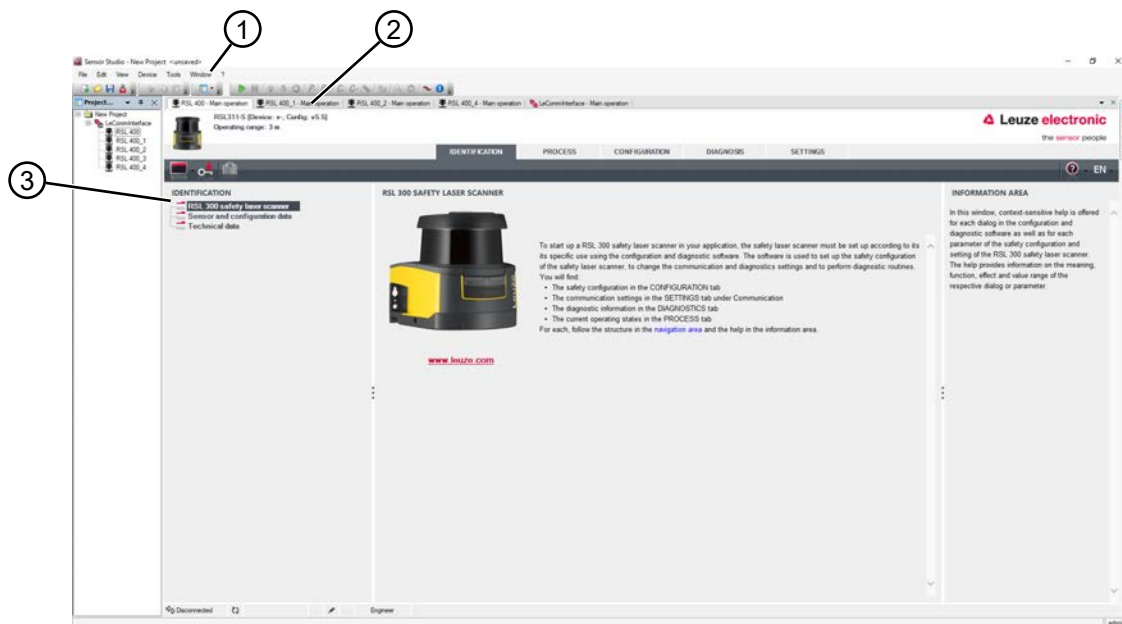 1
2
3
Sensor Studio - New Project <unsaved>
File Edit View Device Tools Window ?
Project...
New Project
LeCommInterface
RSL 400
RSL 400_1
RSL 400_2
RSL 400_3
RSL 400_4
RSL 400 - Main operation
RSL 400_1 - Main operation
RSL 400_2 - Main operation
RSL 400_4 - Main operation
LeCommInterface - Main operation
RSL311-S [Device: v-, Config: v5.5]
Operating range: 3 m
Leuze electronic
the sensor people
IDENTIFICATION PROCESS CONFIGURATION DIAGNOSIS SETTINGS
? EN
IDENTIFICATION
RSL 300 safety laser scanner
Sensor and configuration data
Technical data
RSL 300 SAFETY LASER SCANNER
Leuze
www.leuze.com
To start up a RSL 300 safety laser scanner in your application, the safety laser scanner must be set up according to its
its specific use using the configuration and diagnostic software. The software is used to set up the safety configuration
of the safety laser scanner, to change the communication and diagnostics settings and to perform diagnostic routines.
You will find:
• The safety configuration in the CONFIGURATION tab
• The communication settings in the SETTINGS tab under Communication
• The diagnostic information in the DIAGNOSTICS tab
• The current operating states in the PROCESS tab
For each, follow the structure in the navigation area and the help in the information area.
INFORMATION AREA
In this window, context-sensitive help is offered
for each dialog in the configuration and
diagnostic software as well as for each
parameter of the safety configuration and
setting of the RSL 300 safety laser scanner.
The help provides information on the meaning,
function, effect and value range of the
respective dialog or parameter.
Disconnected
Engineer